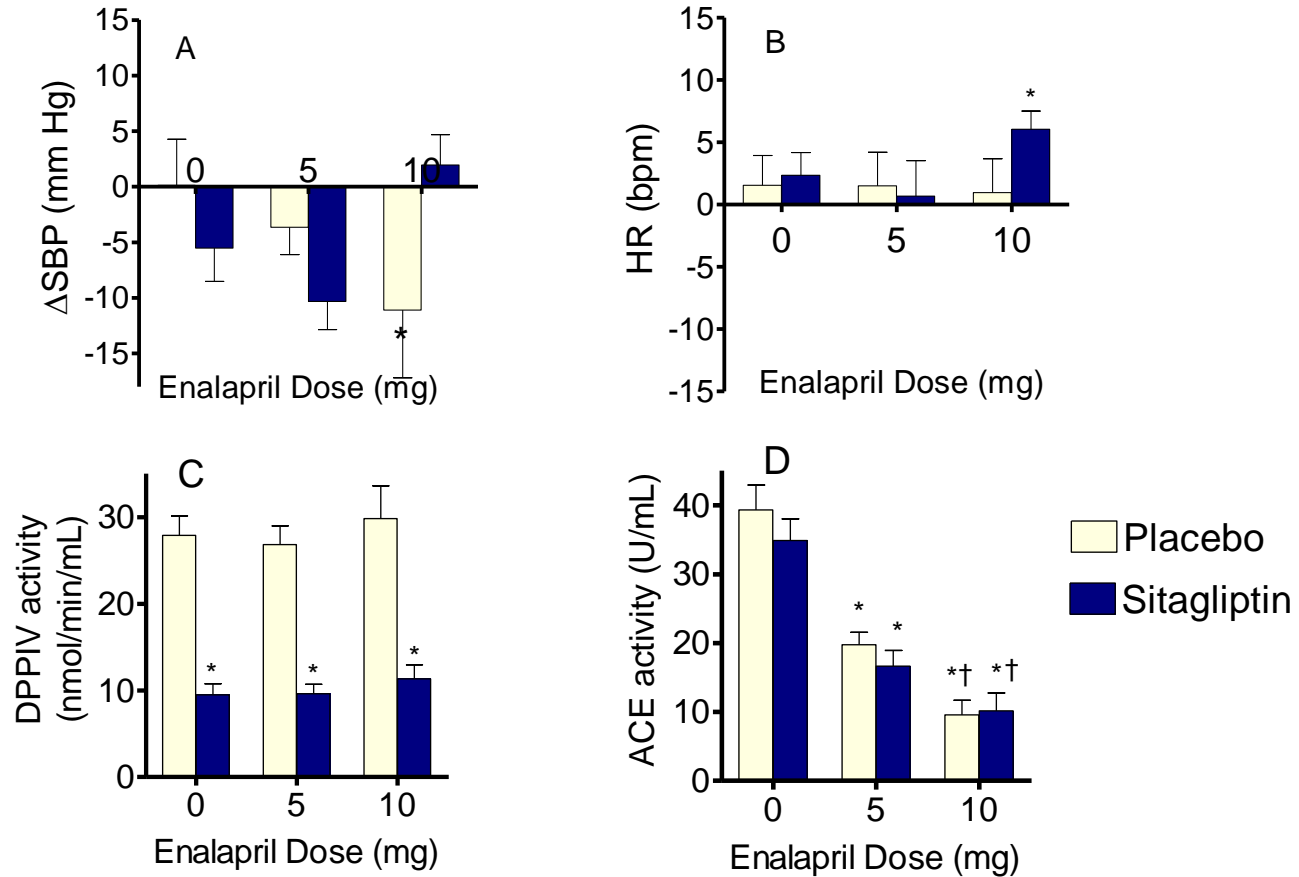 A
ΔSBP (mm Hg)
15
10
5
0
-5
-10
-15
0 5 10
*
Enalapril Dose (mg)
B
HR (bpm)
15
10
5
0
-5
-10
-15
*
0 5 10
Enalapril Dose (mg)
C
DPPIV activity
(nmol/min/mL)
30
20
10
0
* * *
0 5 10
Enalapril Dose (mg)
D
ACE activity (U/mL)
40
30
20
10
0
* * *† *†
0 5 10
Enalapril Dose (mg)
Placebo
Sitagliptin